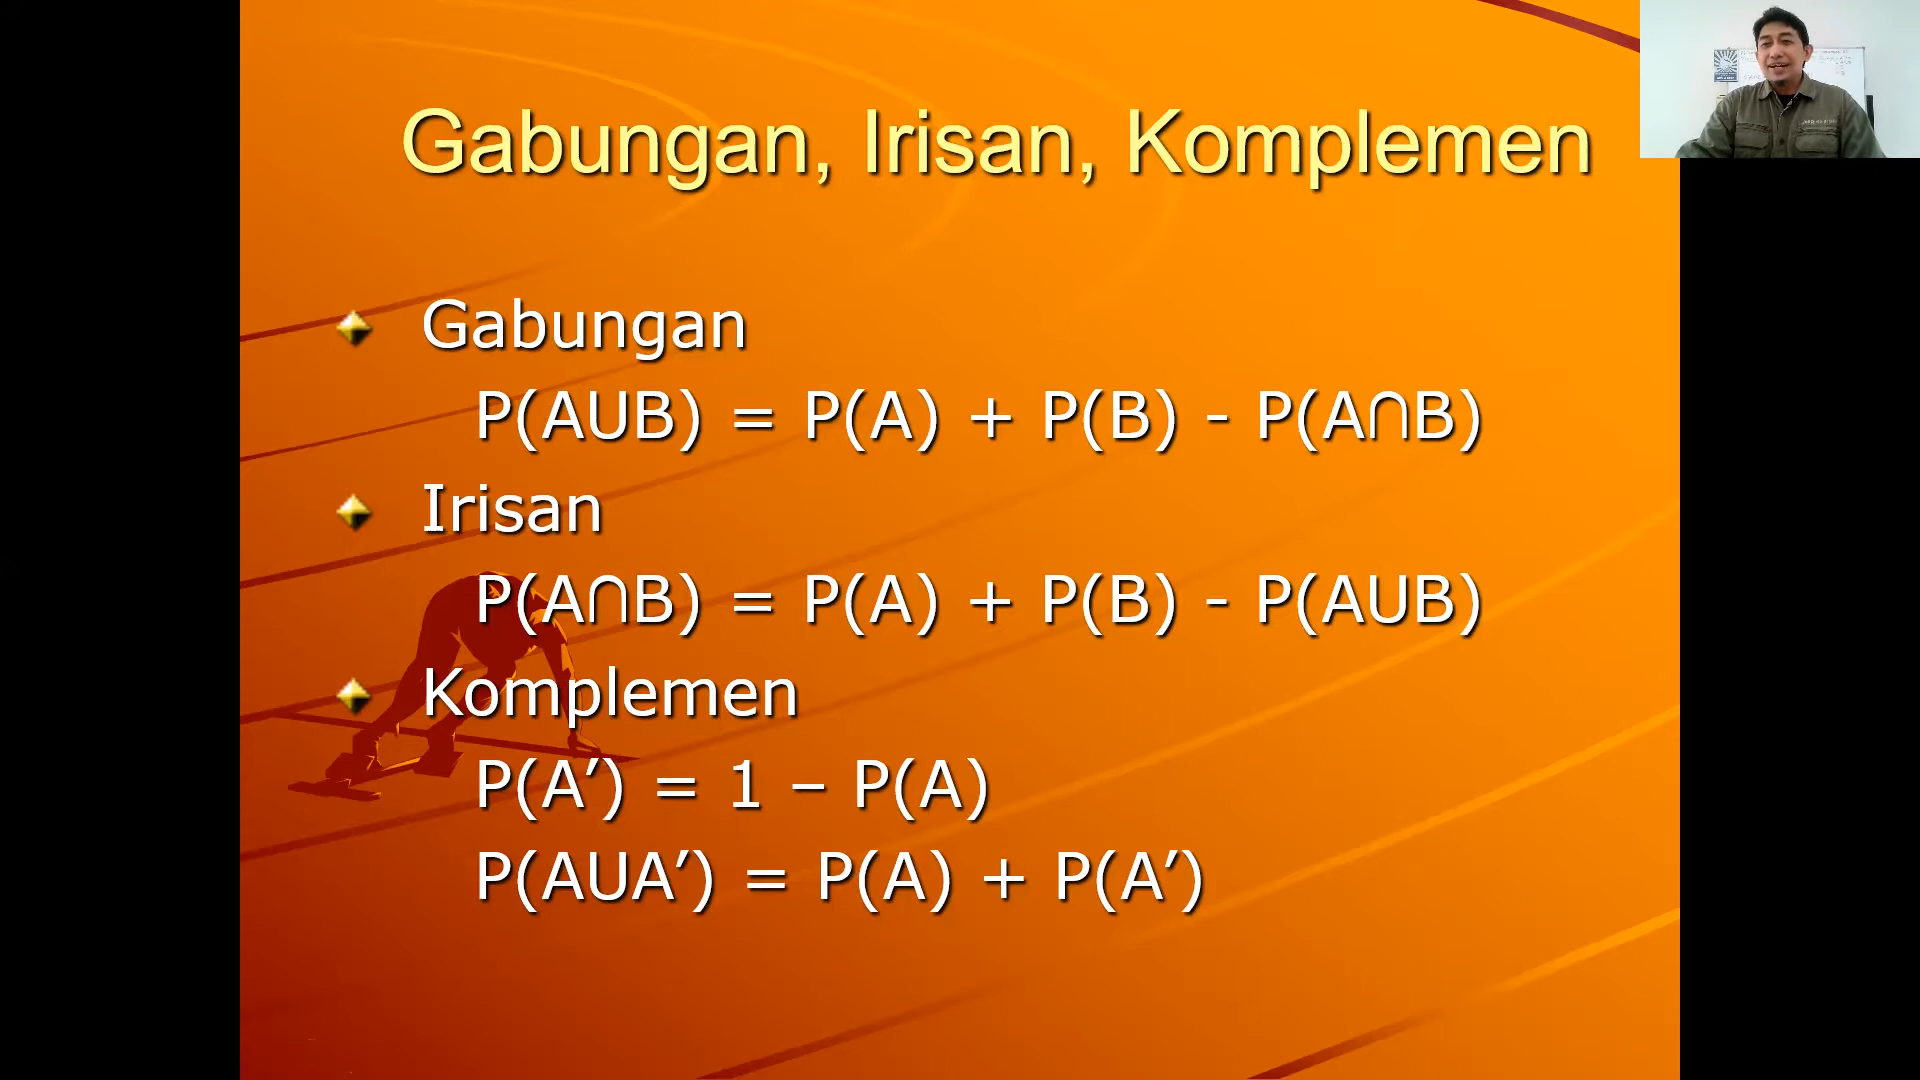 Gabungan, Irisan, Komplemen
Gabungan
P(AUB) = P(A) + P(B) - P(A∩B)
Irisan
P(A∩B) = P(A) + P(B) - P(AUB)
Komplemen
P(A’) = 1 – P(A)
P(AUA’) = P(A) + P(A’)